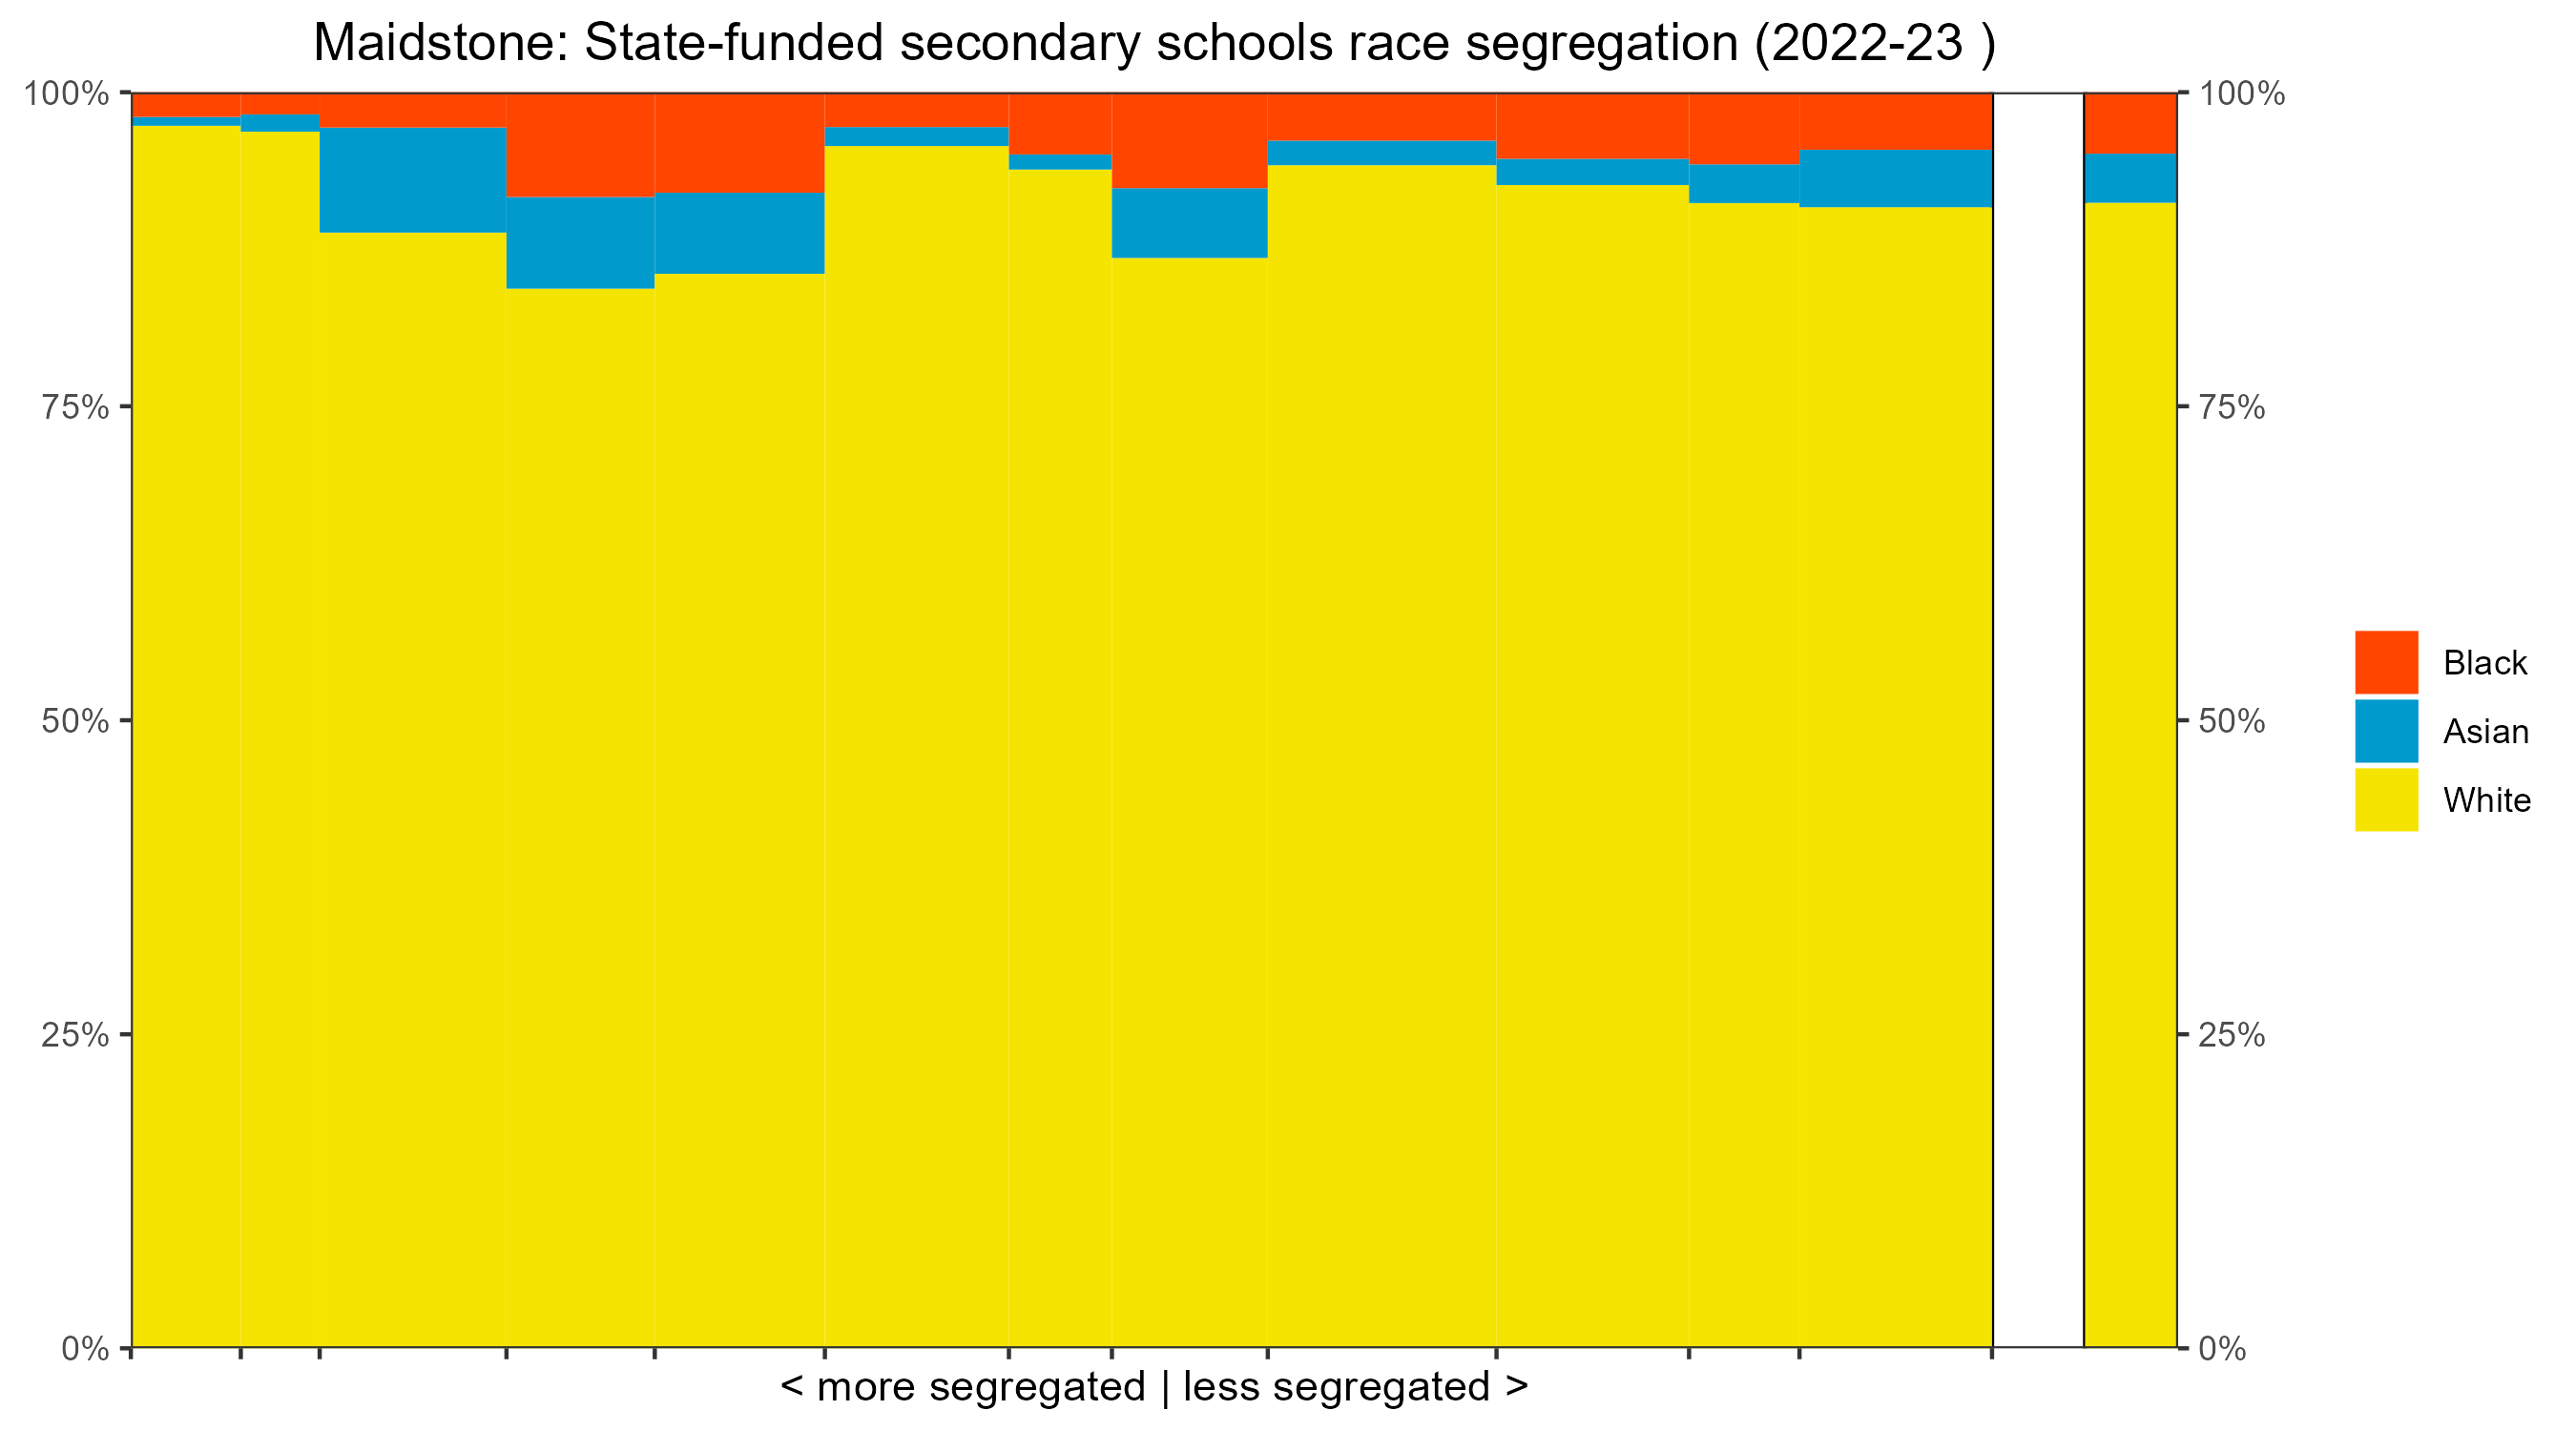 Maidstone: State-funded secondary schools race segregation (2022-23 )
100%
75%
50%
25%
0%
100%
75%
50%
25%
0%
Black
Asian
White
< more segregated | less segregated >